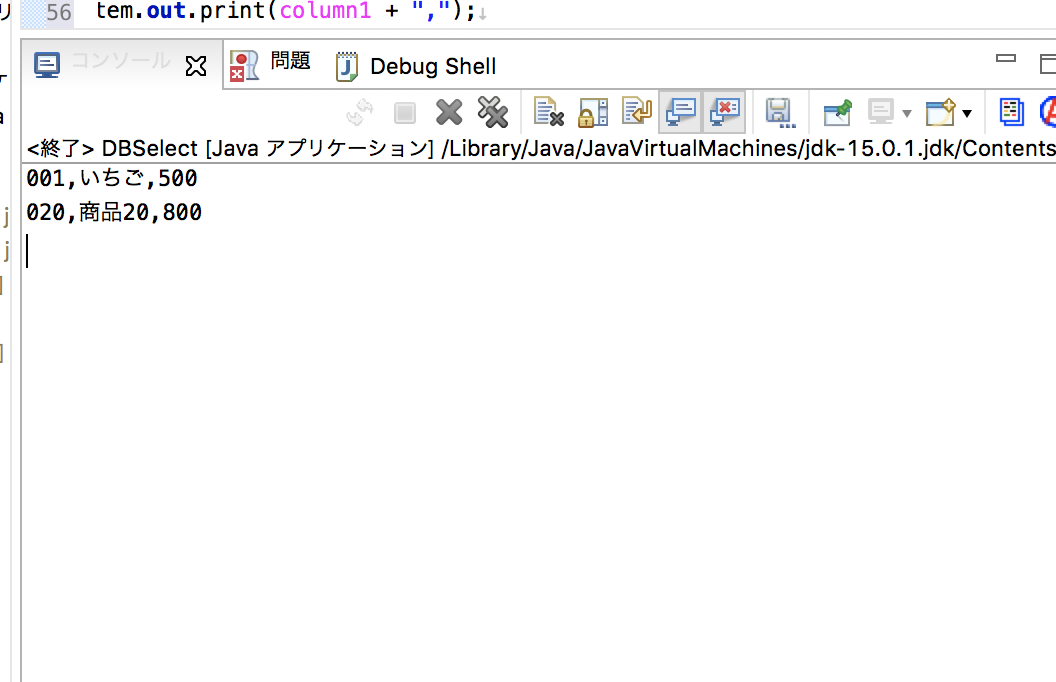 56 tem.out.print(column1 + ",");↓
コンソール 問題 Debug Shell
<終了> DBSelect [Java アプリケーション] /Library/Java/JavaVirtualMachines/jdk-15.0.1.jdk/Contents
001,いちご,500
020,商品20,800